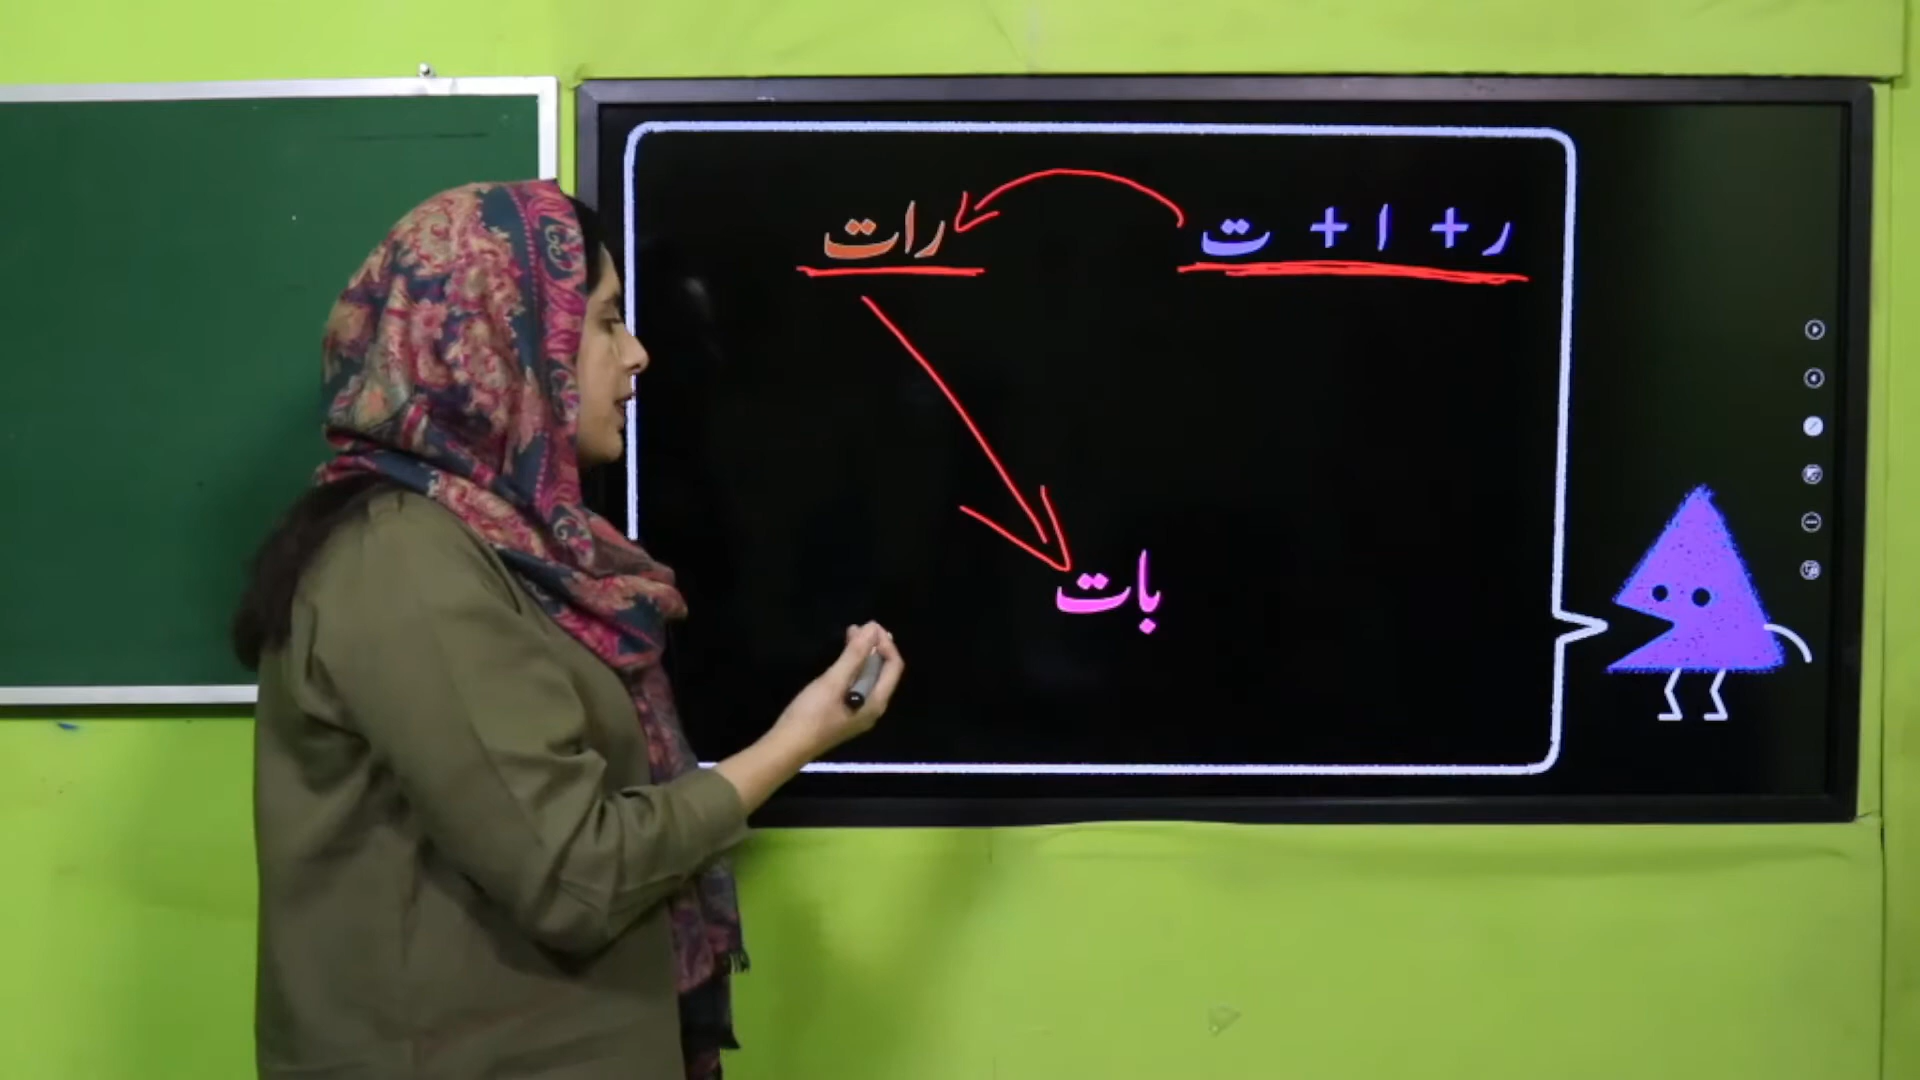 ر + ا + ت رات
بات